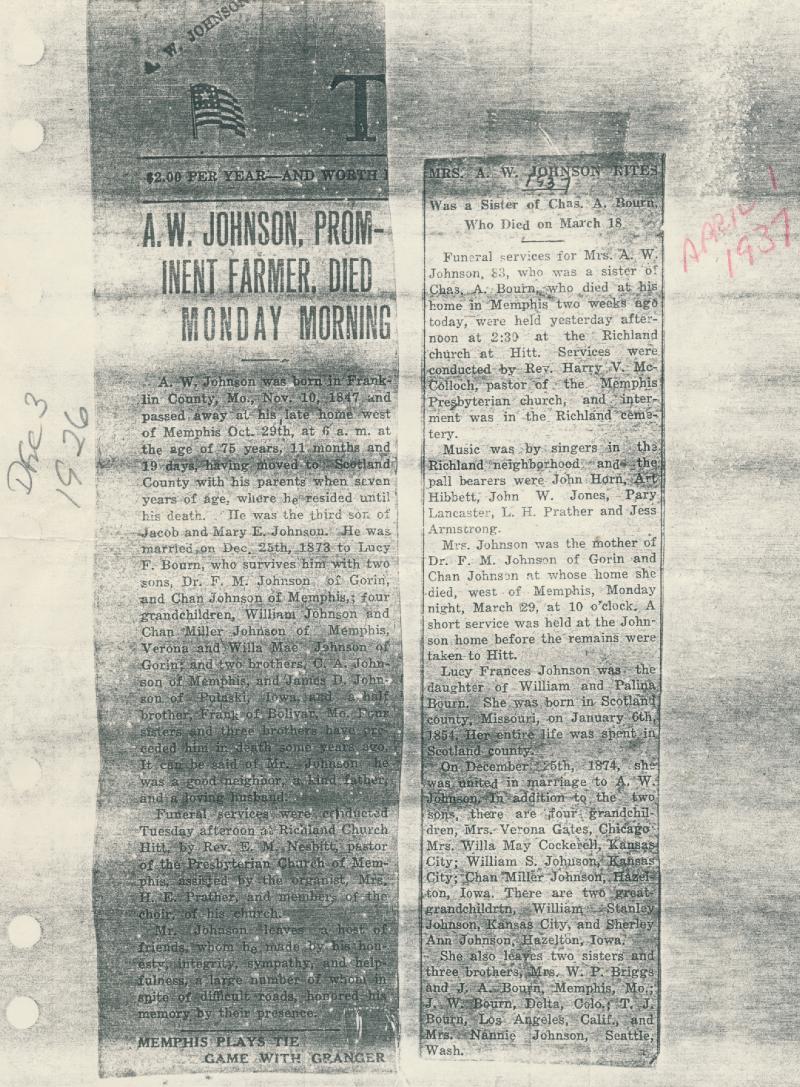 A. W. JOHNSON
T
$2.00 PER YEAR—AND WORTH
A. W. JOHNSON, PROM-
INENT FARMER, DIED
MONDAY MORNING
A. W. Johnson was born in Frank-
lin County, Mo., Nov. 10, 1847 and
passed away at his late home west
of Memphis Oct. 29th, at 6 a. m. at
the age of 75 years, 11 months and
19 days, having moved to Scotland
County with his parents when seven
years of age, where he resided until
his death. He was the third son of
Jacob and Mary E. Johnson. He was
married on Dec. 25th, 1873 to Lucy
F. Bourn, who survives him with two
sons, Dr. F. M. Johnson of Gorin,
and Chan Johnson of Memphis,; four
grandchildren, William Johnson and
Chan Miller Johnson of Memphis,
Verona and Willa Mae Johnson of
Gorin; and two brothers, C. A. John-
son of Memphis, and James D. John-
son of Pulaski, Iowa, and a half
brother, Frank of Bolivar, Mo. Four
sisters and three brothers have pre-
ceded him in death some years ago.
It can be said of Mr. Johnson he
was a good neighbor, a kind father,
and a loving husband.
Funeral services were conducted
Tuesday afteroon at Richland Church
Hitt, by Rev. E. M. Nesbitt, pastor
of the Presbyterian Church of Mem-
phis, assisted by the organist, Mrs.
H. E. Prather, and members of the
choir, of his church.
Mr. Johnson leaves a host of
friends, whom he made by his hon-
esty, integrity, sympathy, and help-
fulness, a large number of whom in
spite of difficult roads, honored his
memory by their presence.
MEMPHIS PLAYS TIE
GAME WITH GRANGER
DEC 3
1926
MRS. A. W. JOHNSON RITES
1937
Was a Sister of Chas. A. Bourn,
Who Died on March 18
Funeral services for Mrs. A. W.
Johnson, 83, who was a sister of
Chas. A. Bourn, who died at his
home in Memphis two weeks ago
today, were held yesterday after-
noon at 2:30 at the Richland
church at Hitt. Services were
conducted by Rev. Harry V. Mc-
Colloch, pastor of the Memphis
Presbyterian church, and inter-
ment was in the Richland ceme-
tery.
Music was by singers in the
Richland neighborhood and the
pall bearers were John Horn, Art
Hibbett, John W. Jones, Pary
Lancaster, L. H. Prather and Jess
Armstrong.
Mrs. Johnson was the mother of
Dr. F. M. Johnson of Gorin and
Chan Johnson at whose home she
died, west of Memphis, Monday
night, March 29, at 10 o'clock. A
short service was held at the John-
son home before the remains were
taken to Hitt.
Lucy Frances Johnson was the
daughter of William and Palina
Bourn. She was born in Scotland
county, Missouri, on January 6th,
1854. Her entire life was spent in
Scotland county.
On December 25th, 1874, she
was united in marriage to A. W.
Johnson. In addition to the two
sons, there are four grandchil-
dren, Mrs. Verona Gates, Chicago
Mrs. Willa May Cockerell, Kansas
City; William S. Johnson, Kansas
City; Chan Miller Johnson, Hazel-
ton, Iowa. There are two great-
grandchildrtn, William Stanley
Johnson, Kansas City, and Sherley
Ann Johnson, Hazelton, Iowa.
She also leaves two sisters and
three brothers, Mrs. W. P. Briggs
and J. A. Bourn, Memphis, Mo.;
J. W. Bourn, Delta, Colo.; T. J.
Bourn, Los Angeles, Calif., and
Mrs. Nannie Johnson, Seattle,
Wash.
APRIL 1
1937